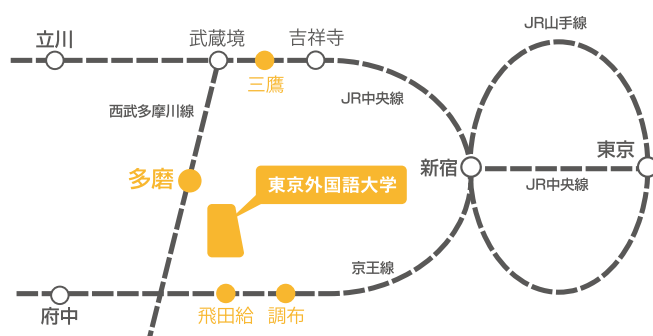 JR山手線
立川
武蔵境
吉祥寺
三鷹
JR中央線
西武多摩川線
東京
新宿
多磨
東京外国語大学
JR中央線
京王線
府中
飛田給
調布